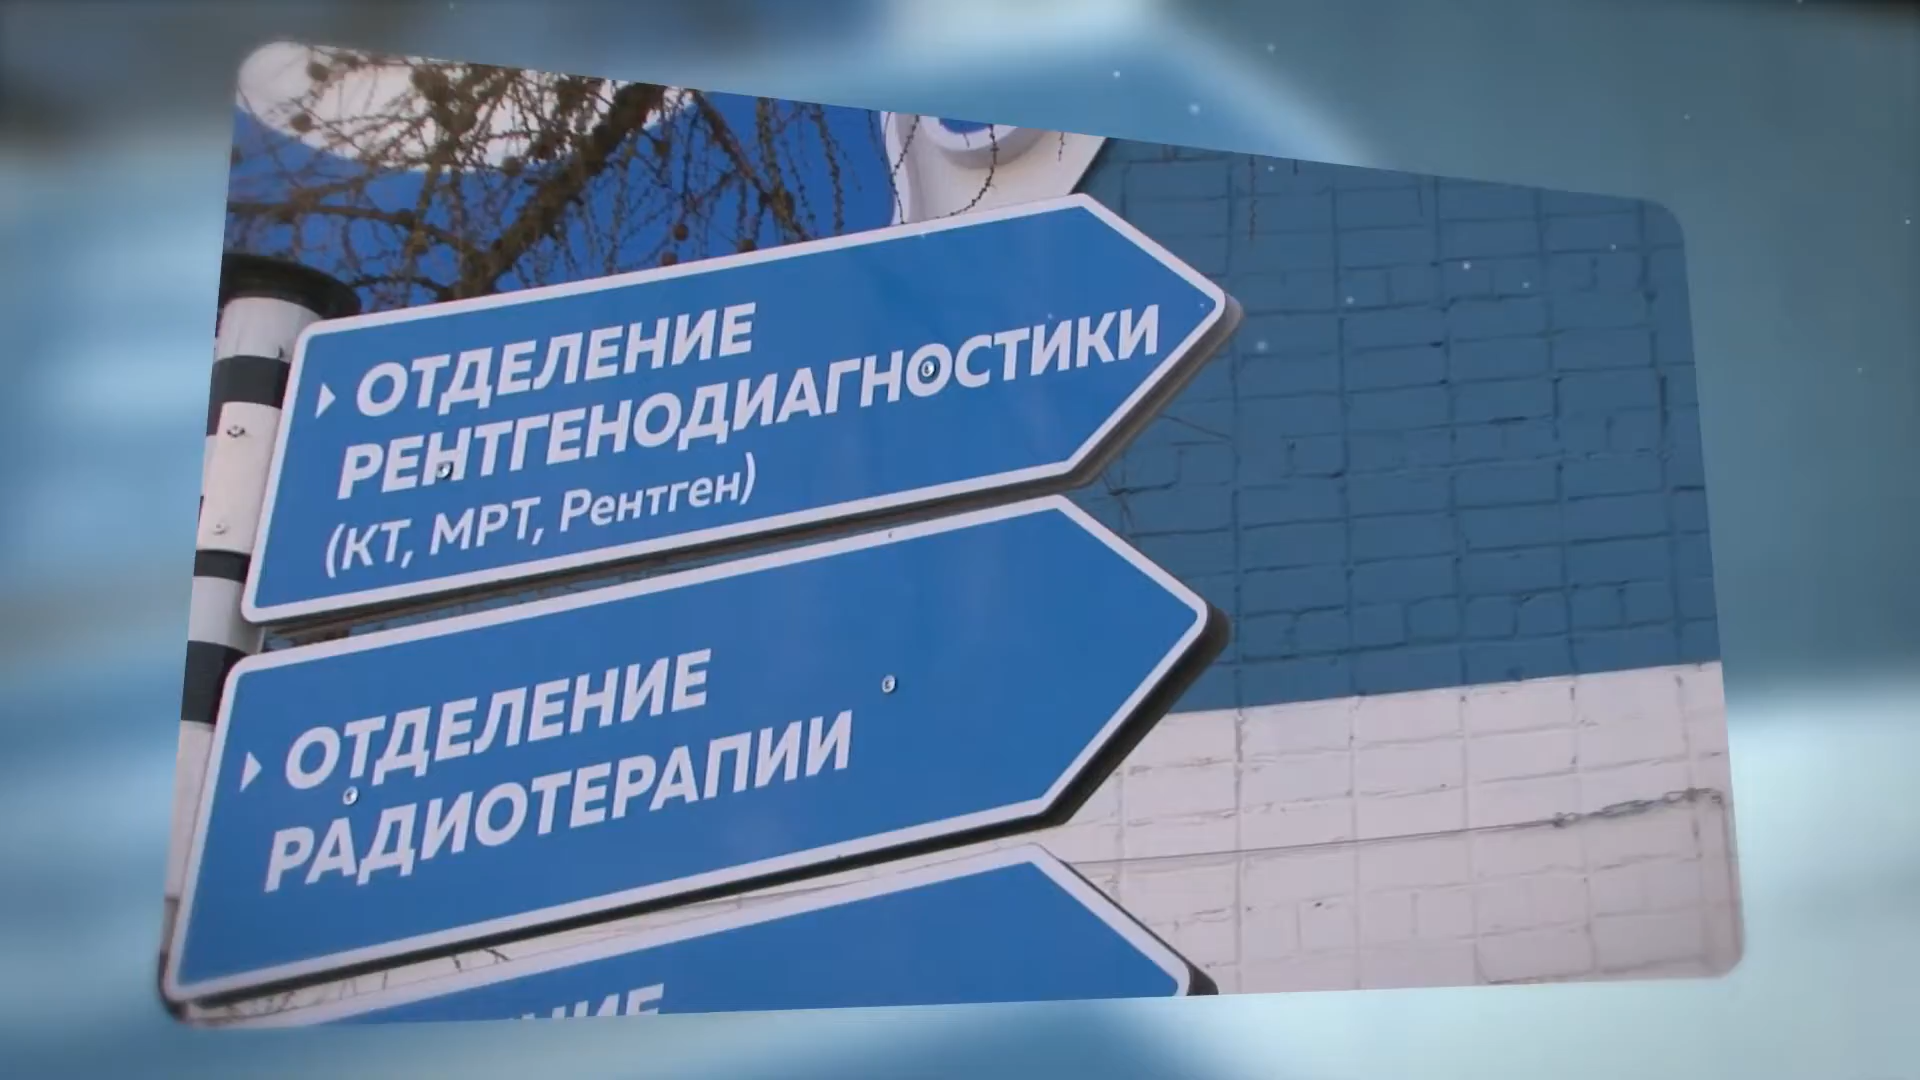 ОТДЕЛЕНИЕ
РЕНТГЕНОДИАГНОСТИКИ
(КТ, МРТ, Рентген)
ОТДЕЛЕНИЕ
РАДИОТЕРАПИИ